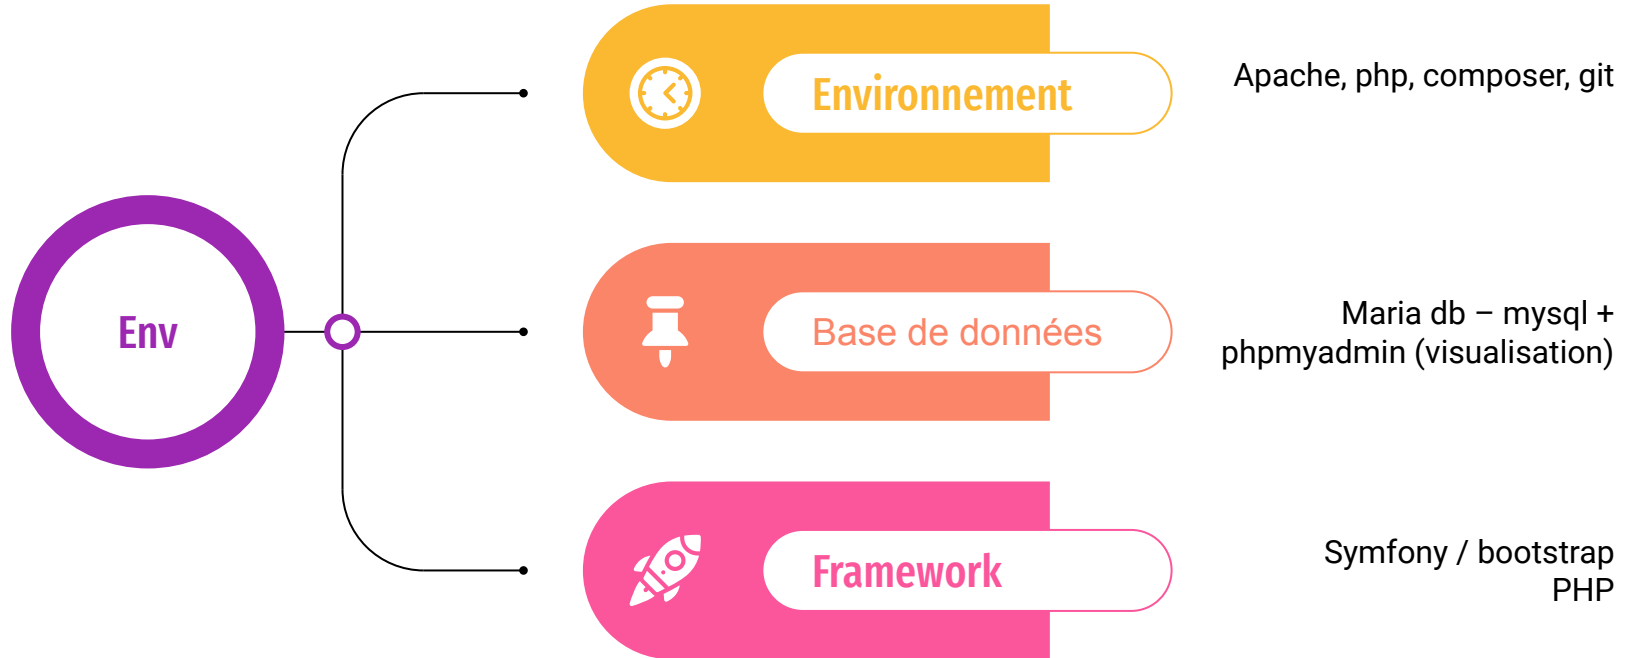 Env
Environnement
Apache, php, composer, git
Base de données
Maria db – mysql +
phpmyadmin (visualisation)
Framework
Symfony / bootstrap
PHP